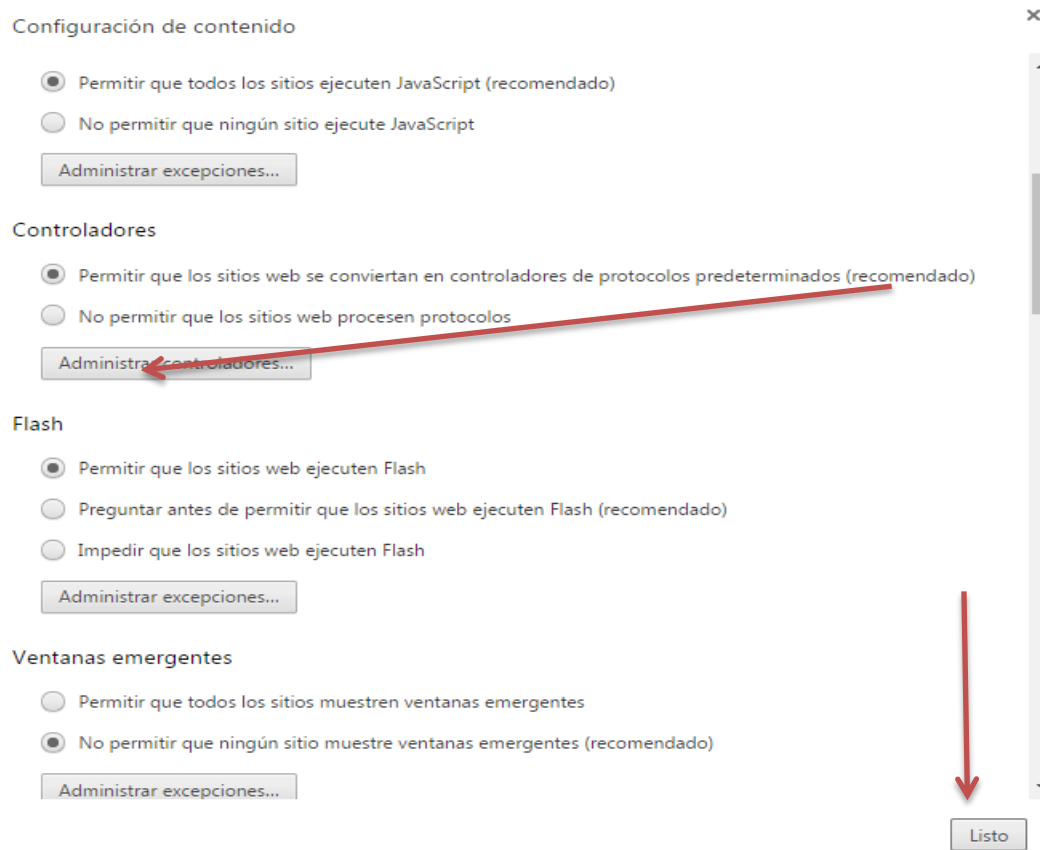 Configuración de contenido
Permitir que todos los sitios ejecuten JavaScript (recomendado)
No permitir que ningún sitio ejecute JavaScript
Administrar excepciones...
Controladores
Permitir que los sitios web se conviertan en controladores de protocolos predeterminados (recomendado)
No permitir que los sitios web procesen protocolos
Administrar controladores...
Flash
Permitir que los sitios web ejecuten Flash
Preguntar antes de permitir que los sitios web ejecuten Flash (recomendado)
Impedir que los sitios web ejecuten Flash
Administrar excepciones...
Ventanas emergentes
Permitir que todos los sitios muestren ventanas emergentes
No permitir que ningún sitio muestre ventanas emergentes (recomendado)
Administrar excepciones...
Listo